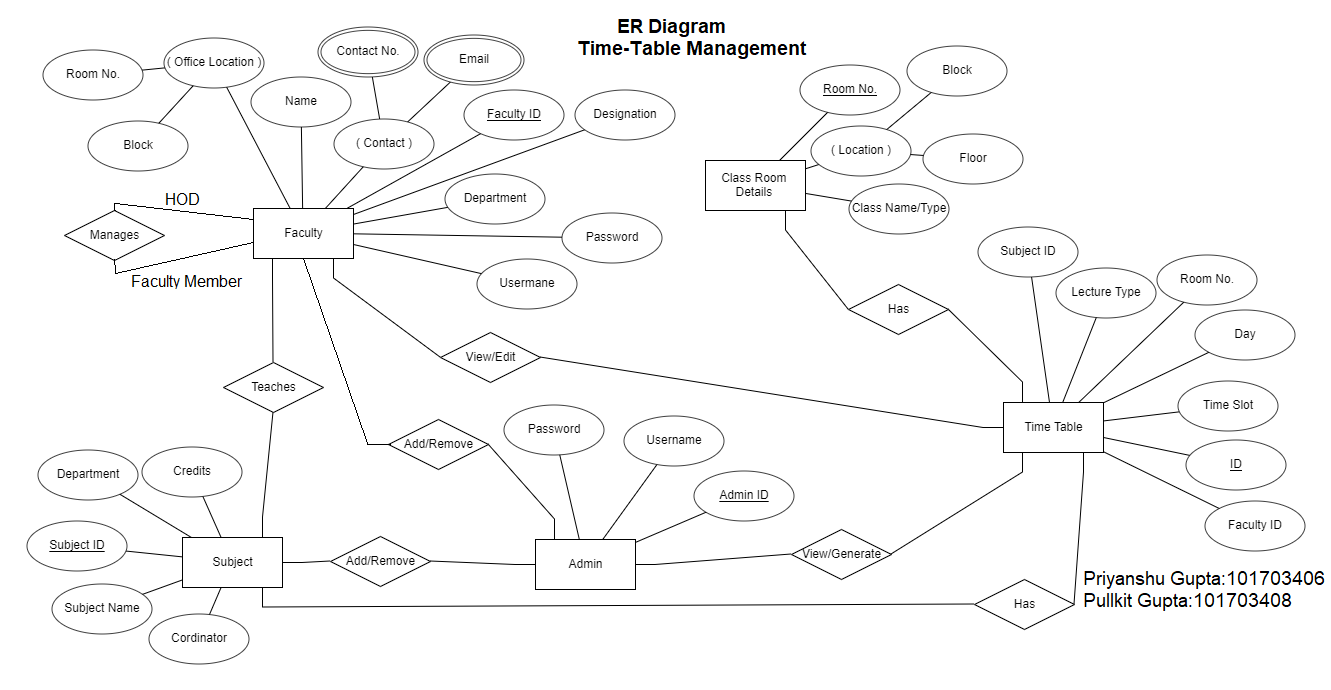 ER Diagram
Time-Table Management
Contact No.
Email
( Office Location )
Room No.
Name
Block
( Contact )
Faculty ID
Designation
Department
Password
Usermane
HOD
Manages
Faculty Member
Faculty
Room No.
Block
( Location )
Floor
Class Room
Details
Class Name/Type
Has
Subject ID
Lecture Type
Room No.
Day
Time Slot
ID
Faculty ID
Time Table
View/Edit
Teaches
Add/Remove
Password
Username
Admin ID
Admin
View/Generate
Department
Credits
Subject ID
Subject Name
Cordinator
Subject
Add/Remove
Has
Priyanshu Gupta:101703406
Pullkit Gupta:101703408